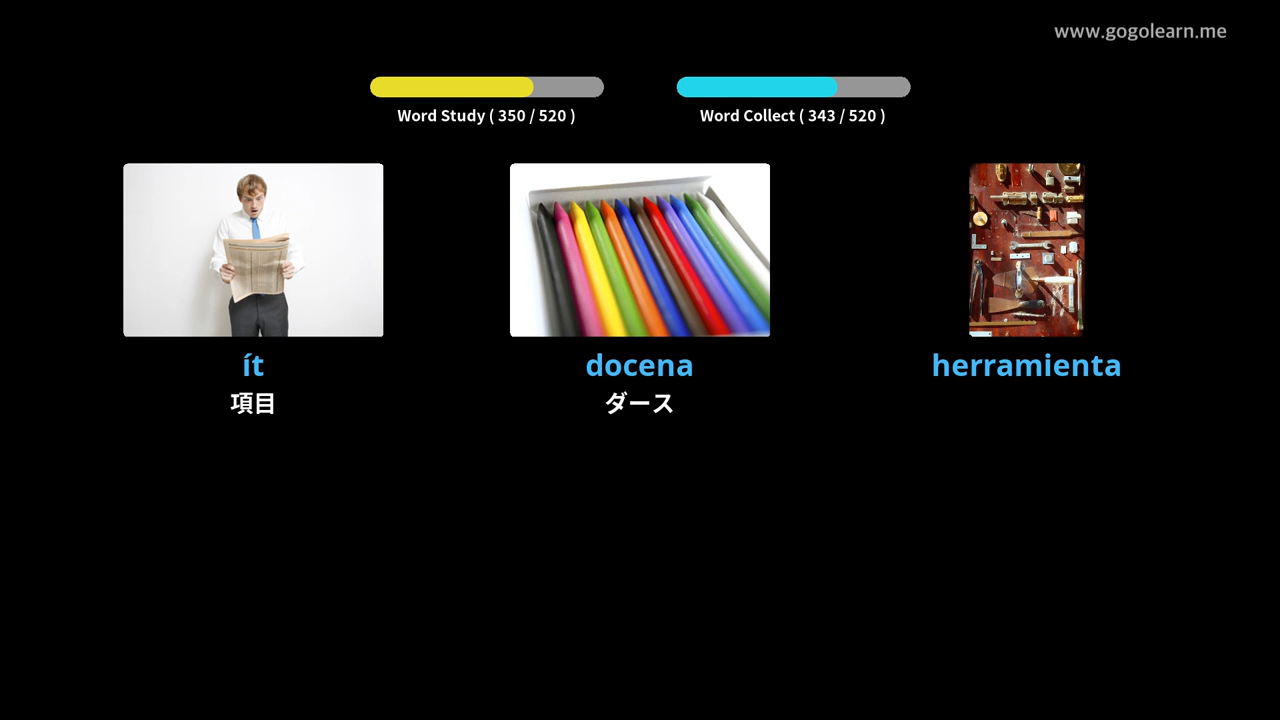 www.gogolearn.me
Word Study ( 350 / 520 )
Word Collect ( 343 / 520 )
ít
docena
herramienta
項目
ダース